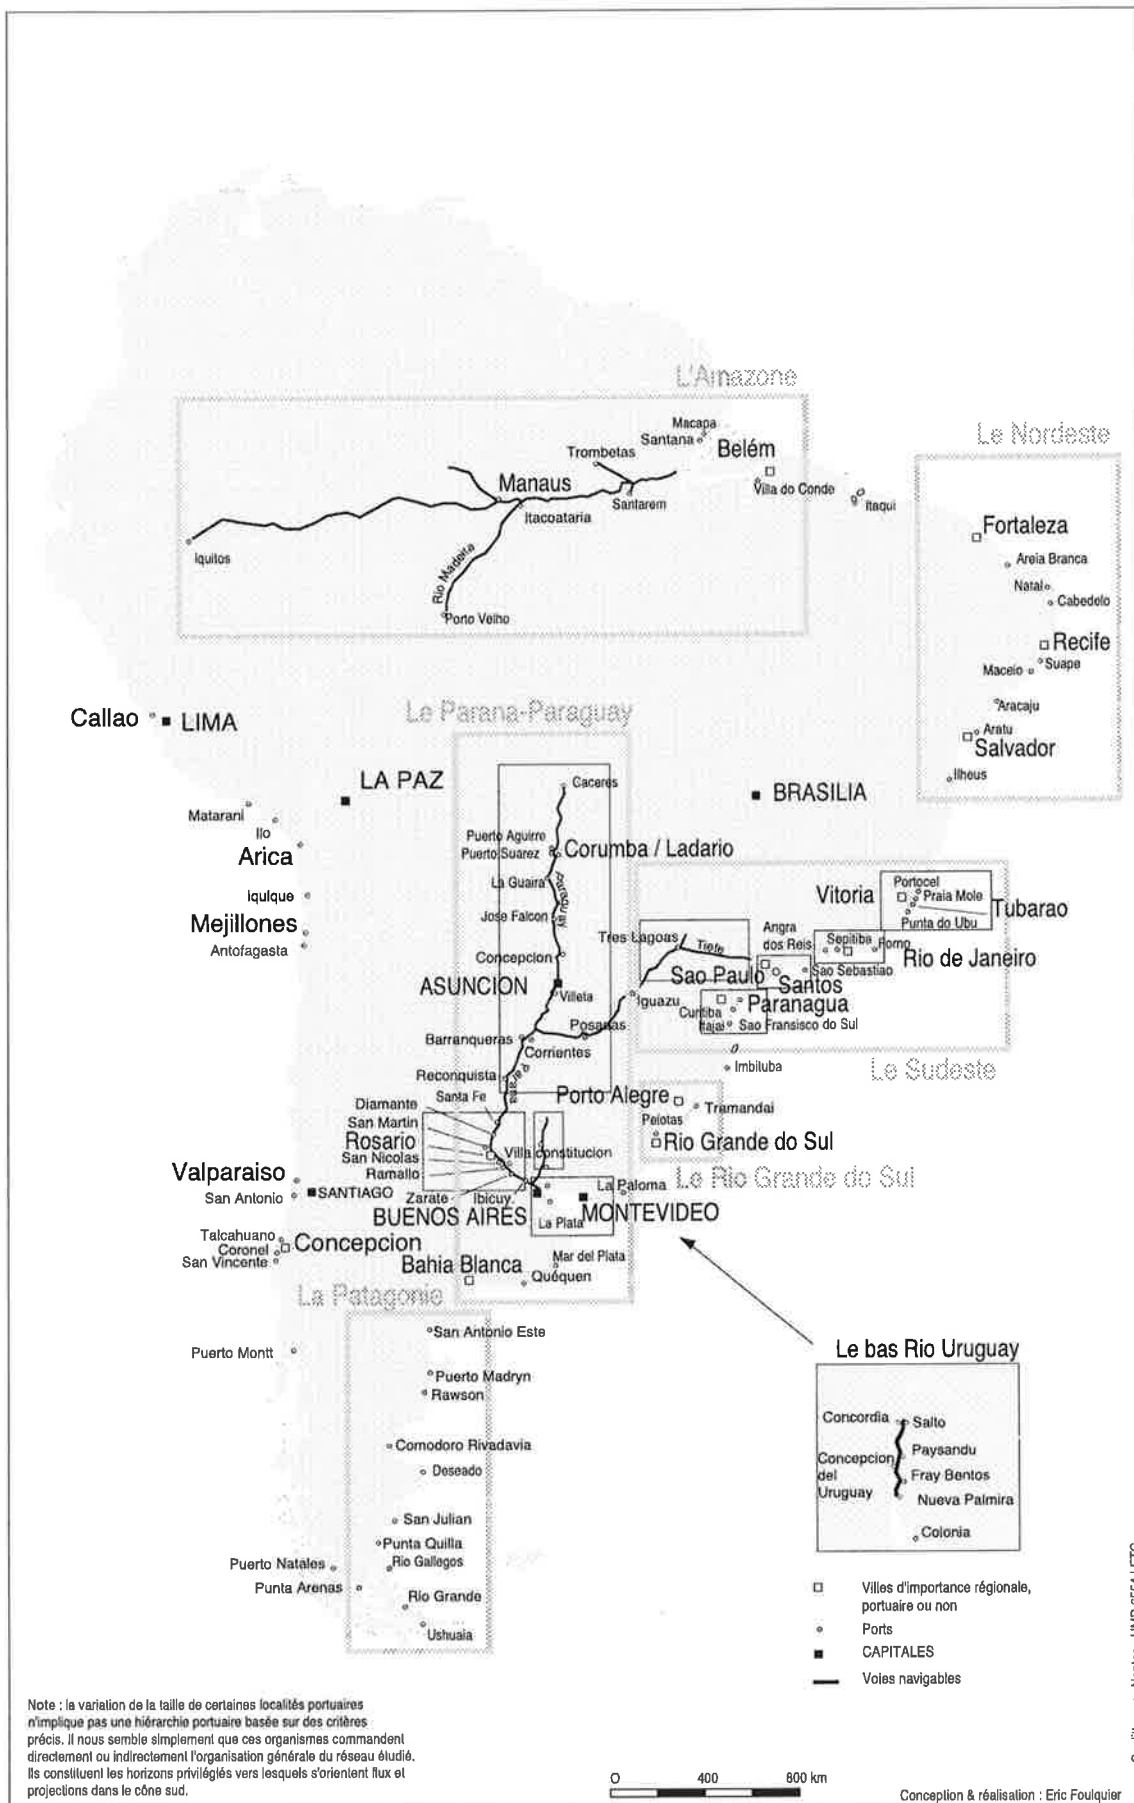 L'Amazone
Macapa
Santana
Belém
Trombetas
Villa do Conde
Manaus
Santarem
Itacoataria
Itaqui
Iquitos
Rio Madeira
Porto Velho
Le Nordeste
Fortaleza
Areia Branca
Natal
Cabedelo
Recife
Suape
Maceio
Aracaju
Aratu
Salvador
Ilheus
Callao
LIMA
LA PAZ
BRASILIA
Matarani
Ilo
Arica
Iquique
Mejillones
Antofagasta
Le Parana-Paraguay
Caceres
Puerto Aguirre
Puerto Suarez
Corumba / Ladario
La Guaira
Paraguay
Jose Falcon
Concepcion
ASUNCION
Villeta
Iguazu
Posanas
Barranqueras
Corrientes
Reconquista
Parana
Santa Fe
Diamante
San Martin
Rosario
San Nicolas
Ramallo
Villa constitucion
Zarate
Ibicuy
BUENOS AIRES
La Plata
MONTEVIDEO
La Paloma
Mar del Plata
Bahia Blanca
Quéquen
Tres Lagoas
Tiete
Sao Paulo
Santos
Angra
dos Reis
Sepitiba
Forno
Rio de Janeiro
Sao Sebastiao
Vitoria
Portocel
Praia Mole
Tubarao
Punta do Ubu
Curitiba
Paranagua
Itajai
Sao Fransisco do Sul
Le Sudeste
Imbituba
Porto Alegre
Tramandai
Pelotas
Rio Grande do Sul
Le Rio Grande do Sul
Valparaiso
San Antonio
SANTIAGO
Talcahuano
Coronel
Concepcion
San Vincente
Puerto Montt
La Patagonie
San Antonio Este
Puerto Madryn
Rawson
Comodoro Rivadavia
Deseado
San Julian
Punta Quilla
Rio Gallegos
Puerto Natales
Punta Arenas
Rio Grande
Ushuaia
Le bas Rio Uruguay
Concordia
Salto
Concepcion
del
Uruguay
Paysandu
Fray Bentos
Nueva Palmira
Colonia
Villes d'importance régionale,
portuaire ou non
Ports
CAPITALES
Voies navigables
Note : la variation de la taille de certaines localités portuaires
n'implique pas une hiérarchie portuaire basée sur des critères
précis. Il nous semble simplement que ces organismes commandent
directement ou indirectement l'organisation générale du réseau étudié.
Ils constituent les horizons privilégiés vers lesquels s'orientent flux et
projections dans le cône sud.
O 400 800 km
Conception & réalisation : Eric Foulquier